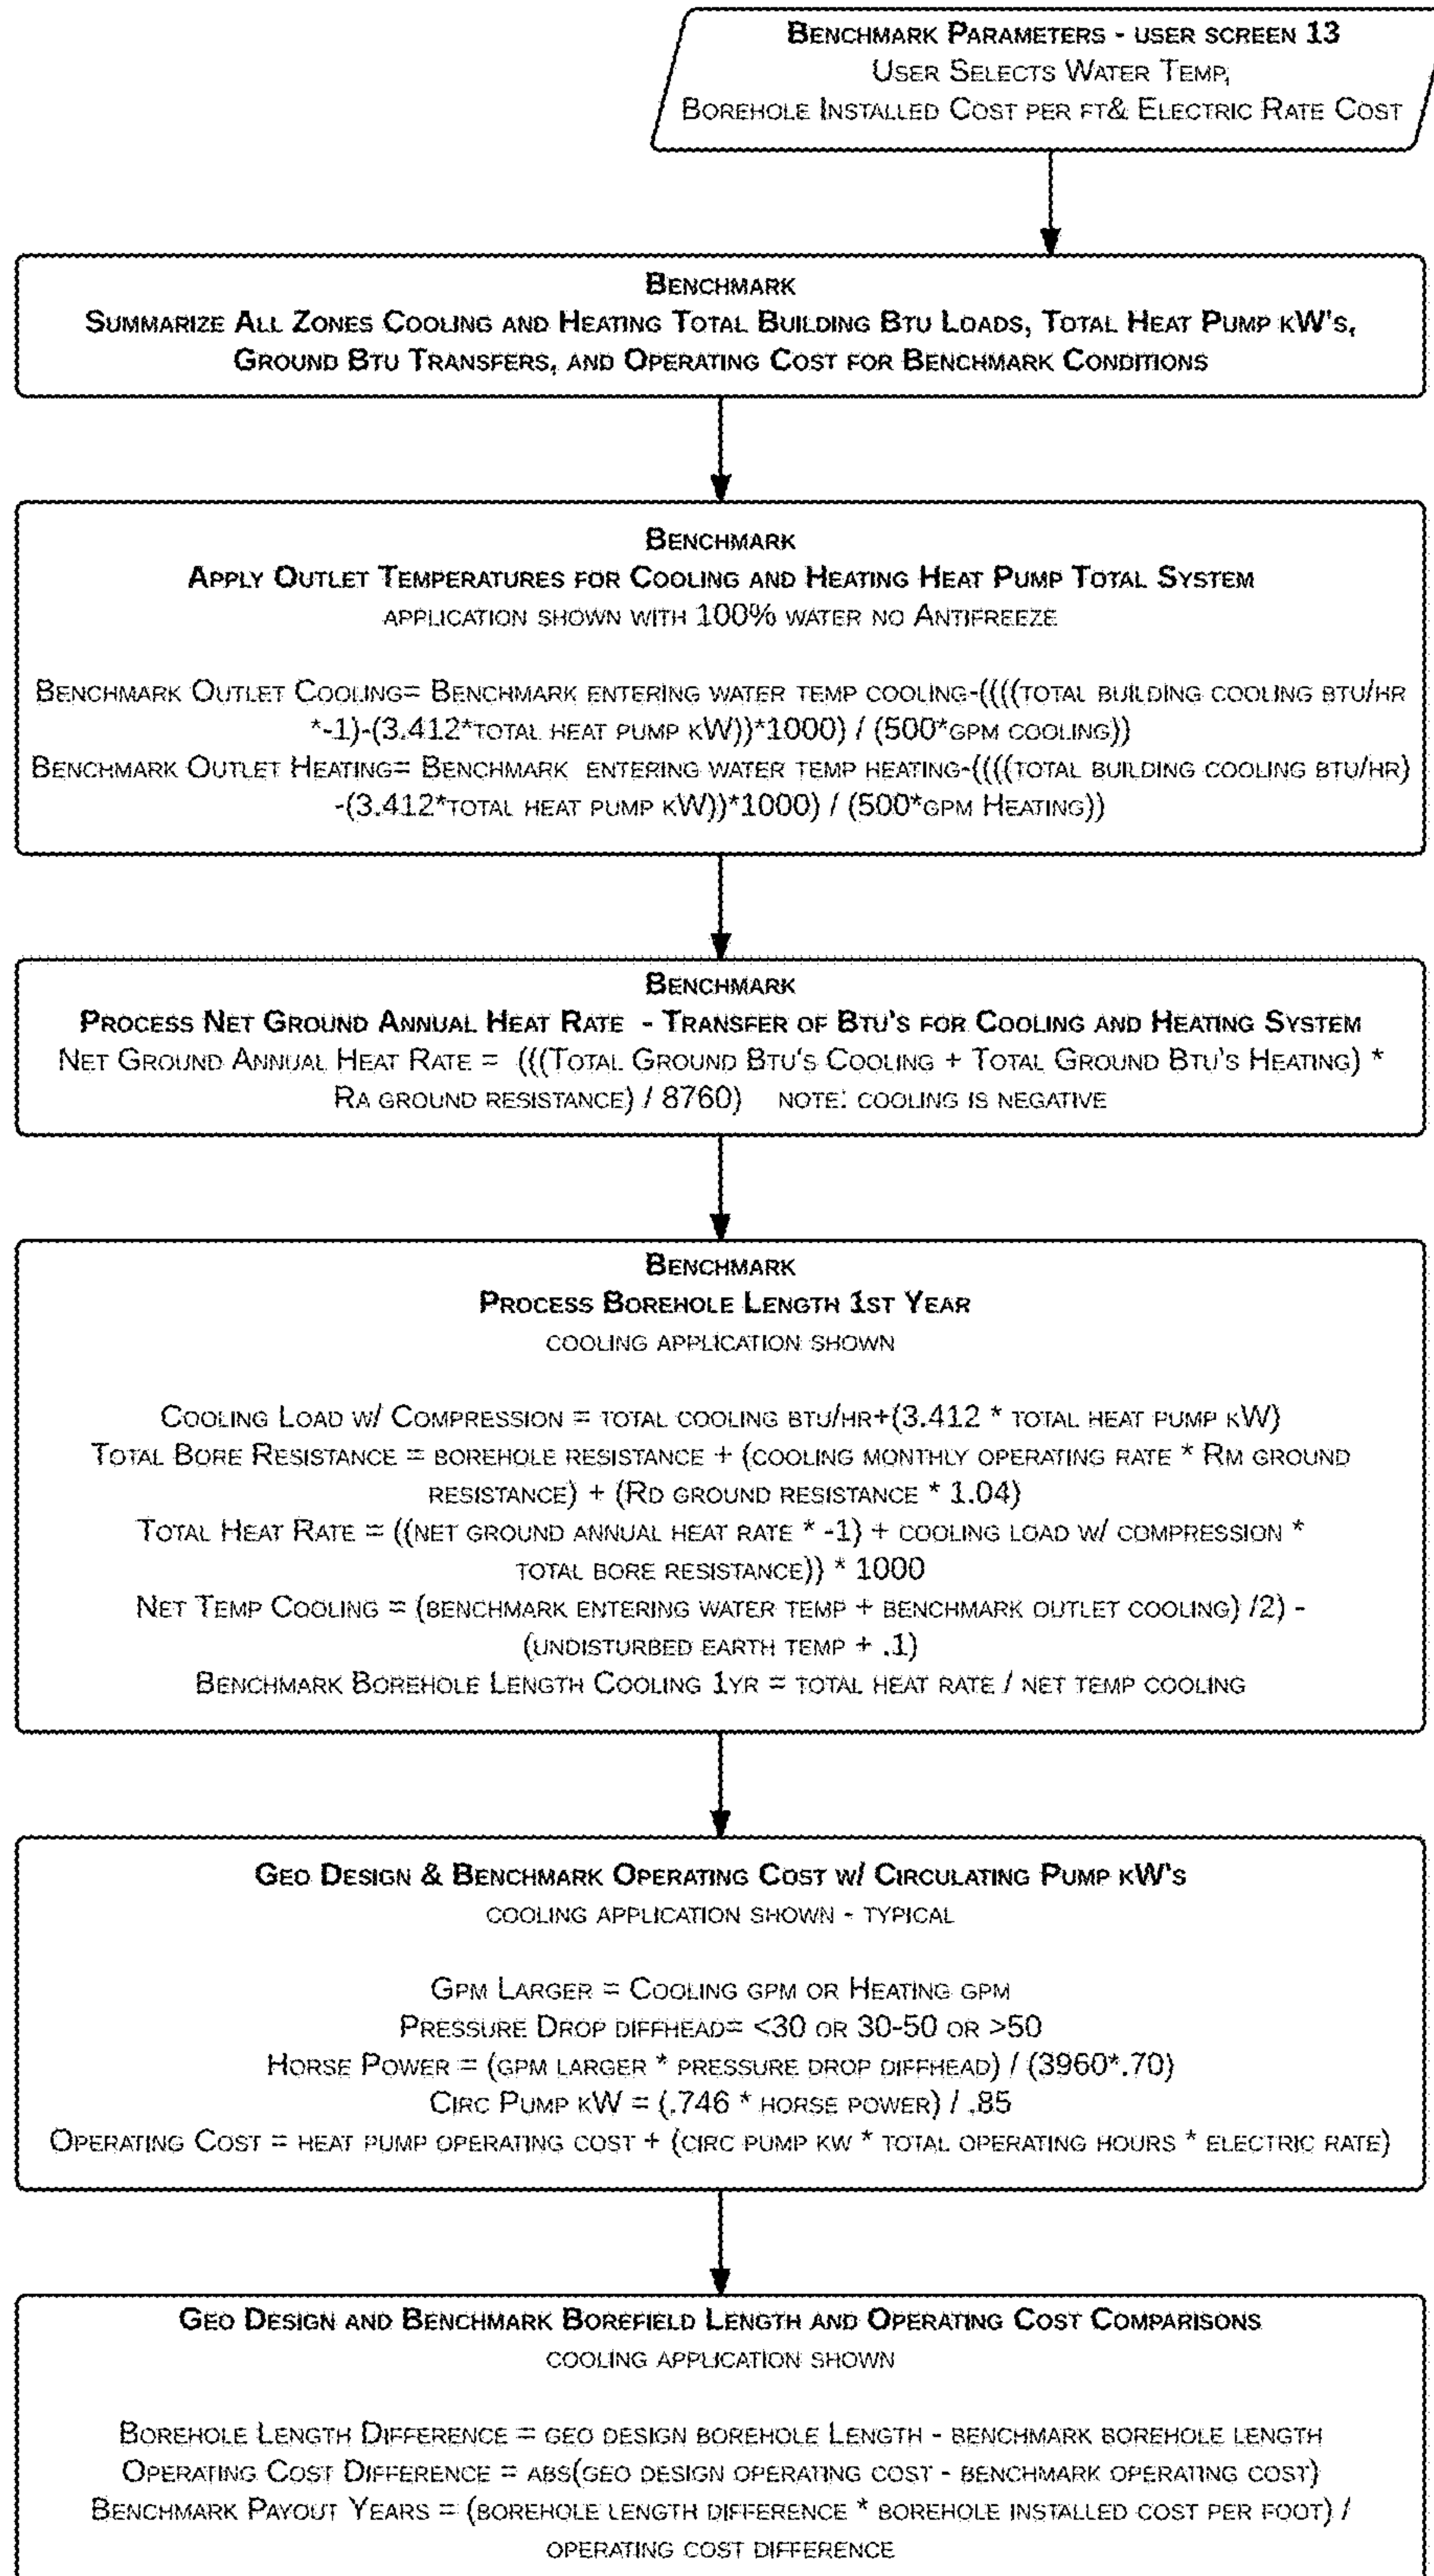 Benchmark Parameters - user screen 13
User Selects Water Temp,
Borehole Installed Cost per ft& Electric Rate Cost
Benchmark
Summarize All Zones Cooling and Heating Total Building Btu Loads, Total Heat Pump kW's,
Ground Btu Transfers, and Operating Cost for Benchmark Conditions
Benchmark
Apply Outlet Temperatures for Cooling and Heating Heat Pump Total System
application shown with 100% water no Antifreeze
Benchmark Outlet Cooling= Benchmark entering water temp cooling-((((total building cooling btu/hr
*-1)-(3.412*total heat pump kW))*1000) / (500*gpm cooling))
Benchmark Outlet Heating= Benchmark entering water temp heating-((((total building cooling btu/hr)
-(3.412*total heat pump kW))*1000) / (500*gpm Heating))
Benchmark
Process Net Ground Annual Heat Rate - Transfer of Btu's for Cooling and Heating System
Net Ground Annual Heat Rate = (((Total Ground Btu's Cooling + Total Ground Btu's Heating) *
Ra ground resistance) / 8760) note: cooling is negative
Benchmark
Process Borehole Length 1st Year
cooling application shown
Cooling Load w/ Compression = total cooling btu/hr+(3.412 * total heat pump kW)
Total Bore Resistance = borehole resistance + (cooling monthly operating rate * Rm ground
resistance) + (Rd ground resistance * 1.04)
Total Heat Rate = ((net ground annual heat rate * -1) + cooling load w/ compression *
total bore resistance)) * 1000
Net Temp Cooling = (benchmark entering water temp + benchmark outlet cooling) /2) -
(undisturbed earth temp + .1)
Benchmark Borehole Length Cooling 1yr = total heat rate / net temp cooling
Geo Design & Benchmark Operating Cost w/ Circulating Pump kW's
cooling application shown - typical
Gpm Larger = Cooling gpm or Heating gpm
Pressure Drop diffhead= <30 or 30-50 or >50
Horse Power = (gpm larger * pressure drop diffhead) / (3960*.70)
Circ Pump kW = (.746 * horse power) / .85
Operating Cost = heat pump operating cost + (circ pump kw * total operating hours * electric rate)
Geo Design and Benchmark Borefield Length and Operating Cost Comparisons
cooling application shown
Borehole Length Difference = geo design borehole Length - benchmark borehole length
Operating Cost Difference = abs(geo design operating cost - benchmark operating cost)
Benchmark Payout Years = (borehole length difference * borehole installed cost per foot) /
operating cost difference